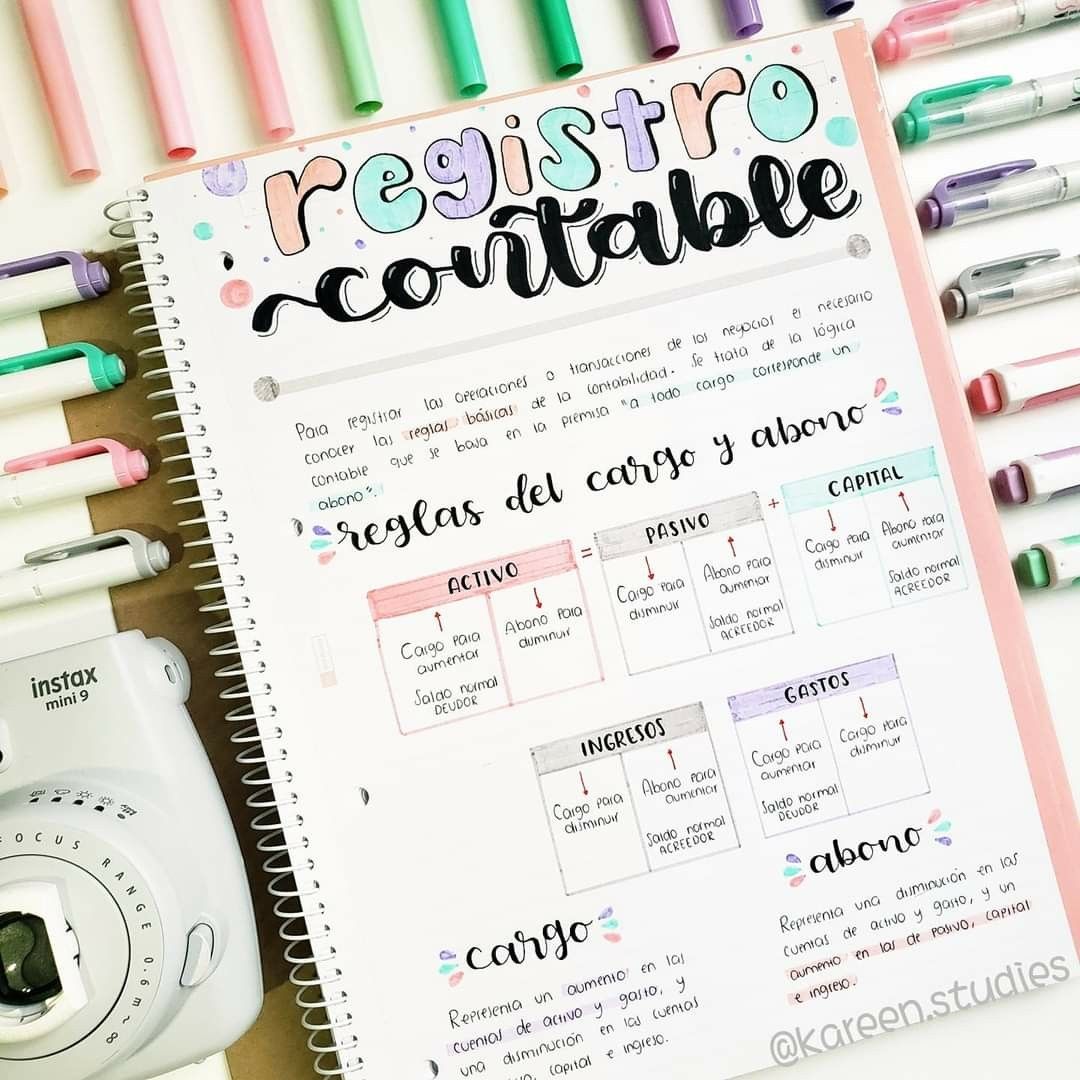 registro
contable
Para registrar las operaciones o transacciones de los negocios es necesario
conocer las reglas básicas de la contabilidad. Se trata de la lógica
contable que se basa en la premisa "a todo cargo corresponde un
abono".
reglas del cargo y abono
ACTIVO
Cargo para
aumentar
Saldo normal
DEUDOR
Abono para
disminuir
=
PASIVO
Cargo para
disminuir
Abono para
aumentar
Saldo normal
ACREEDOR
+
CAPITAL
Cargo para
disminuir
Abono para
aumentar
Saldo normal
ACREEDOR
INGRESOS
Cargo para
disminuir
Abono para
aumentar
Saldo normal
ACREEDOR
GASTOS
Cargo para
aumentar
Saldo normal
DEUDOR
Cargo para
disminuir
cargo
Representa un aumento en las
cuentas de activo y gasto, y
una disminución en las cuentas
capital e ingreso.
abono
Representa una disminución en las
cuentas de activo y gasto, y un
aumento en las de pasivo, capital
e ingreso.
@kareen.studies
instax
mini 9
FOCUS RANGE 0.6m ~ ∞